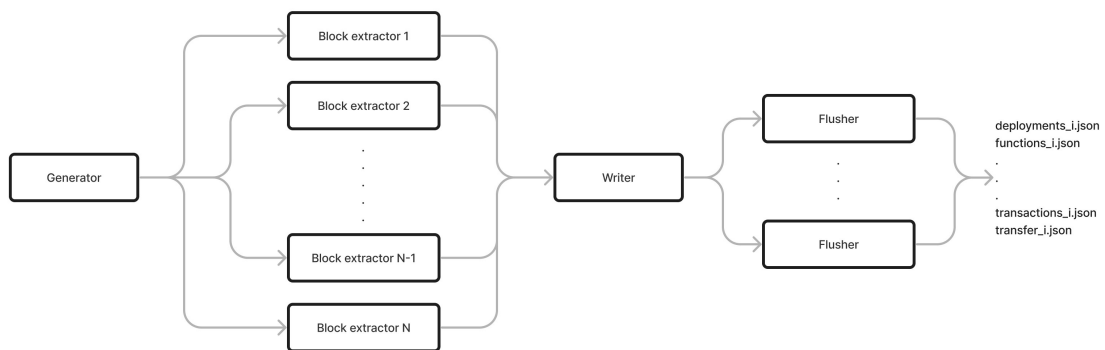 Generator
Block extractor 1
Block extractor 2
.
.
.
.
.
Block extractor N-1
Block extractor N
Writer
Flusher
.
.
.
Flusher
deployments_i.json
functions_i.json
.
.
.
transactions_i.json
transfer_i.json